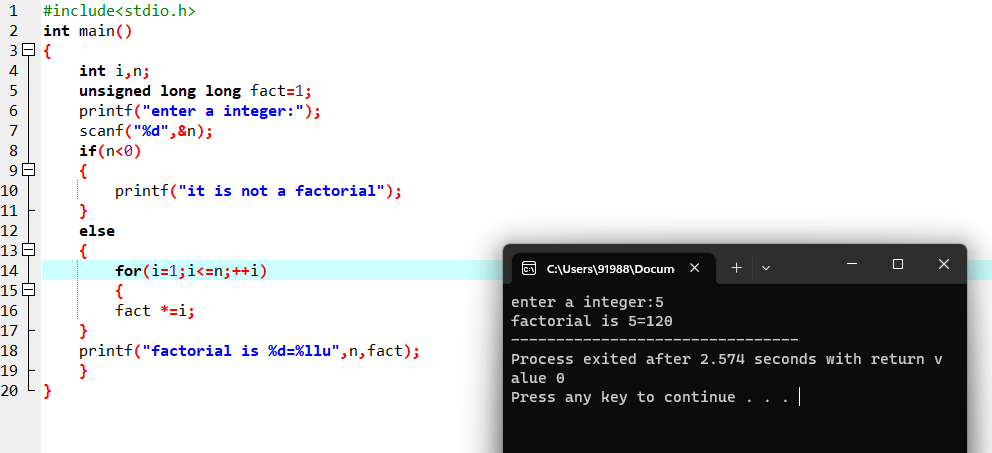 1 #include<stdio.h>
2 int main()
3 {
4 int i,n;
5 unsigned long long fact=1;
6 printf("enter a integer:");
7 scanf("%d",&n);
8 if(n<0)
9 {
10 printf("it is not a factorial");
11 }
12 else
13 {
14 for(i=1;i<=n;++i)
15 {
16 fact *=i;
17 }
18 printf("factorial is %d=%llu",n,fact);
19 }
20 }
C:\Users\91988\Docum
enter a integer:5
factorial is 5=120
--------------------------------
Process exited after 2.574 seconds with return v
alue 0
Press any key to continue . . .